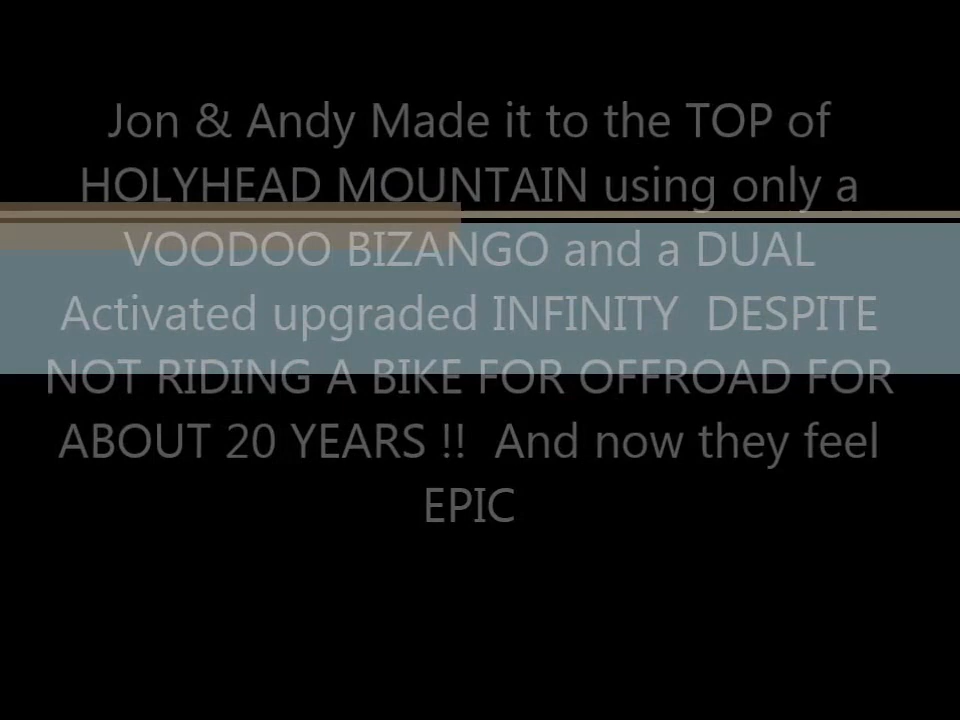 Jon & Andy Made it to the TOP of
HOLYHEAD MOUNTAIN using only a
VOODOO BIZANGO and a DUAL
Activated upgraded INFINITY  DESPITE
NOT RIDING A BIKE FOR OFFROAD FOR
ABOUT 20 YEARS !!  And now they feel
EPIC